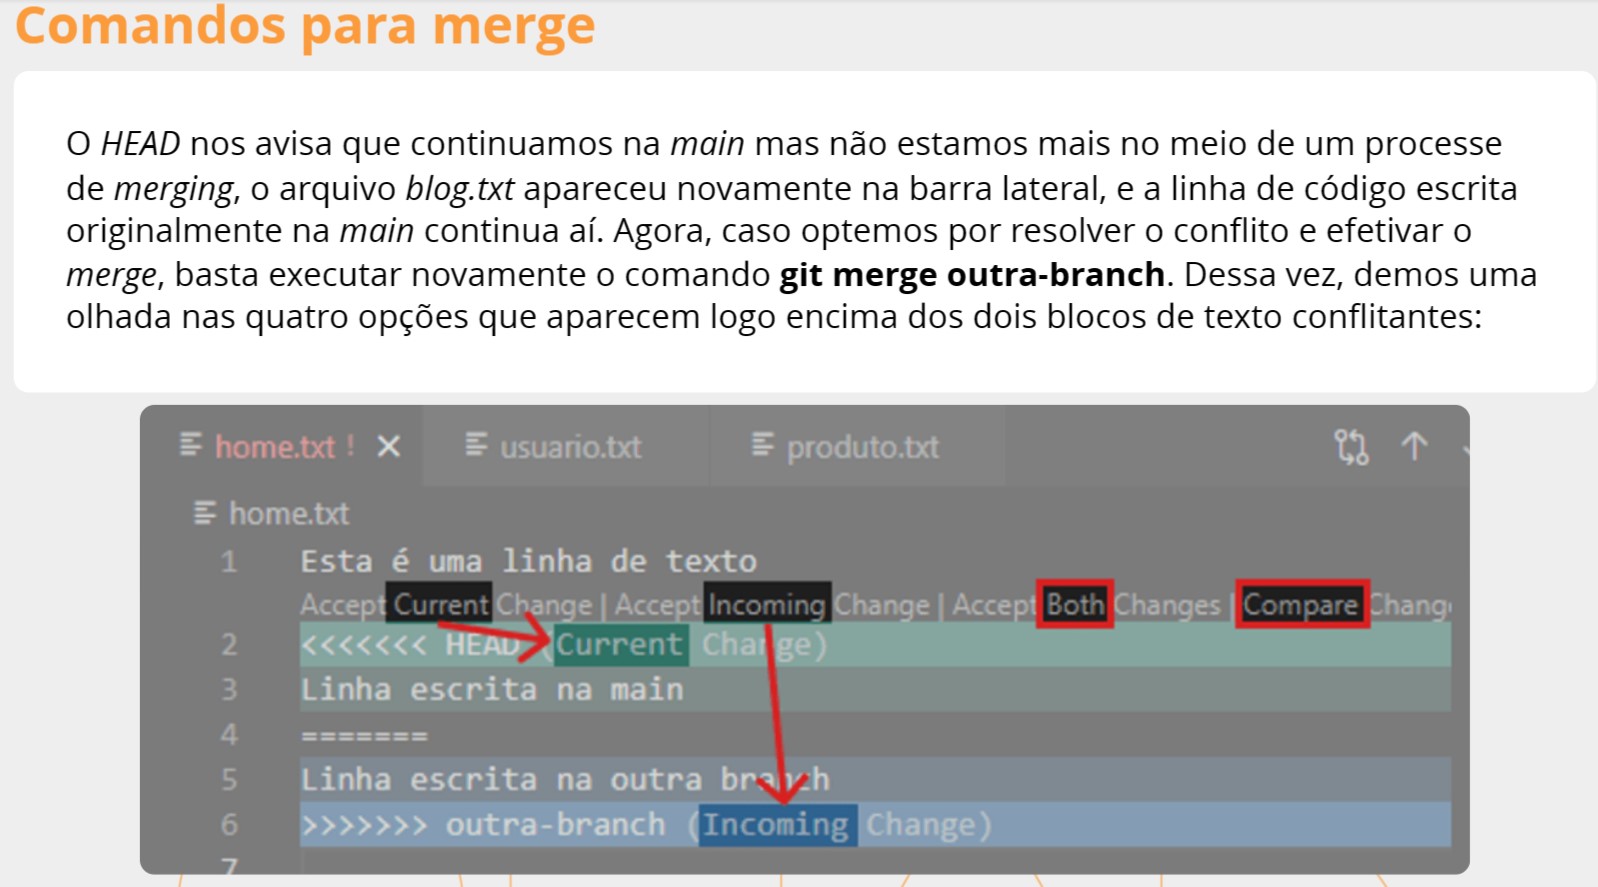 Comandos para merge
O HEAD nos avisa que continuamos na main mas não estamos mais no meio de um processe
de merging, o arquivo blog.txt apareceu novamente na barra lateral, e a linha de código escrita
originalmente na main continua aí. Agora, caso optemos por resolver o conflito e efetivar o
merge, basta executar novamente o comando git merge outra-branch. Dessa vez, demos uma
olhada nas quatro opções que aparecem logo encima dos dois blocos de texto conflitantes:
home.txt ! usuario.txt produto.txt
home.txt
1 Esta é uma linha de texto
Accept Current Change | Accept Incoming Change | Accept Both Changes | Compare Chang
2 <<<<<<< HEAD (Current Change)
3 Linha escrita na main
4 =======
5 Linha escrita na outra branch
6 >>>>>>> outra-branch (Incoming Change)
7